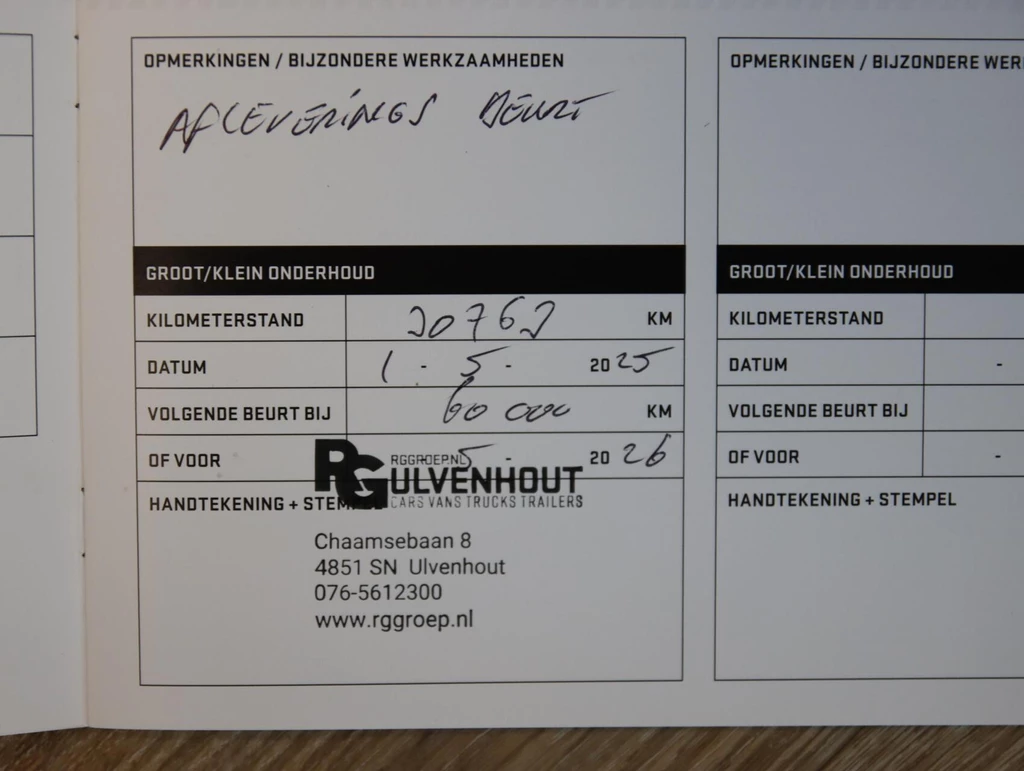 OPMERKINGEN / BIJZONDERE WERKZAAMHEDEN
AFLEVERINGS BEURT
GROOT/KLEIN ONDERHOUD
KILOMETERSTAND 20762 KM
DATUM 1 - 5 - 2025
VOLGENDE BEURT BIJ 60 000 KM
OF VOOR 5 - 2026
RG
RGGROEP.NL
ULVENHOUT
CARS VANS TRUCKS TRAILERS
HANDTEKENING + STEM
Chaamsebaan 8
4851 SN Ulvenhout
076-5612300
www.rggroep.nl
OPMERKINGEN / BIJZONDERE WER
GROOT/KLEIN ONDERHOUD
KILOMETERSTAND
DATUM -
VOLGENDE BEURT BIJ
OF VOOR -
HANDTEKENING + STEMPEL